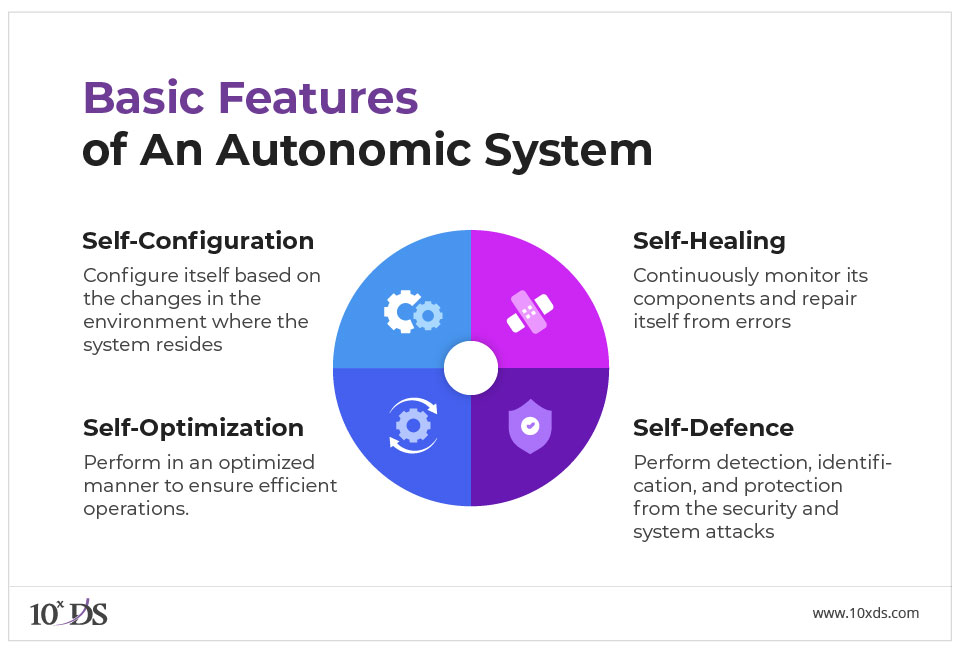 Basic Features
of An Autonomic System
Self-Configuration
Configure itself based on
the changes in the
environment where the
system resides
Self-Healing
Continuously monitor its
components and repair
itself from errors
Self-Optimization
Perform in an optimized
manner to ensure efficient
operations.
Self-Defence
Perform detection, identifi-
cation, and protection
from the security and
system attacks
10x DS
www.10xds.com